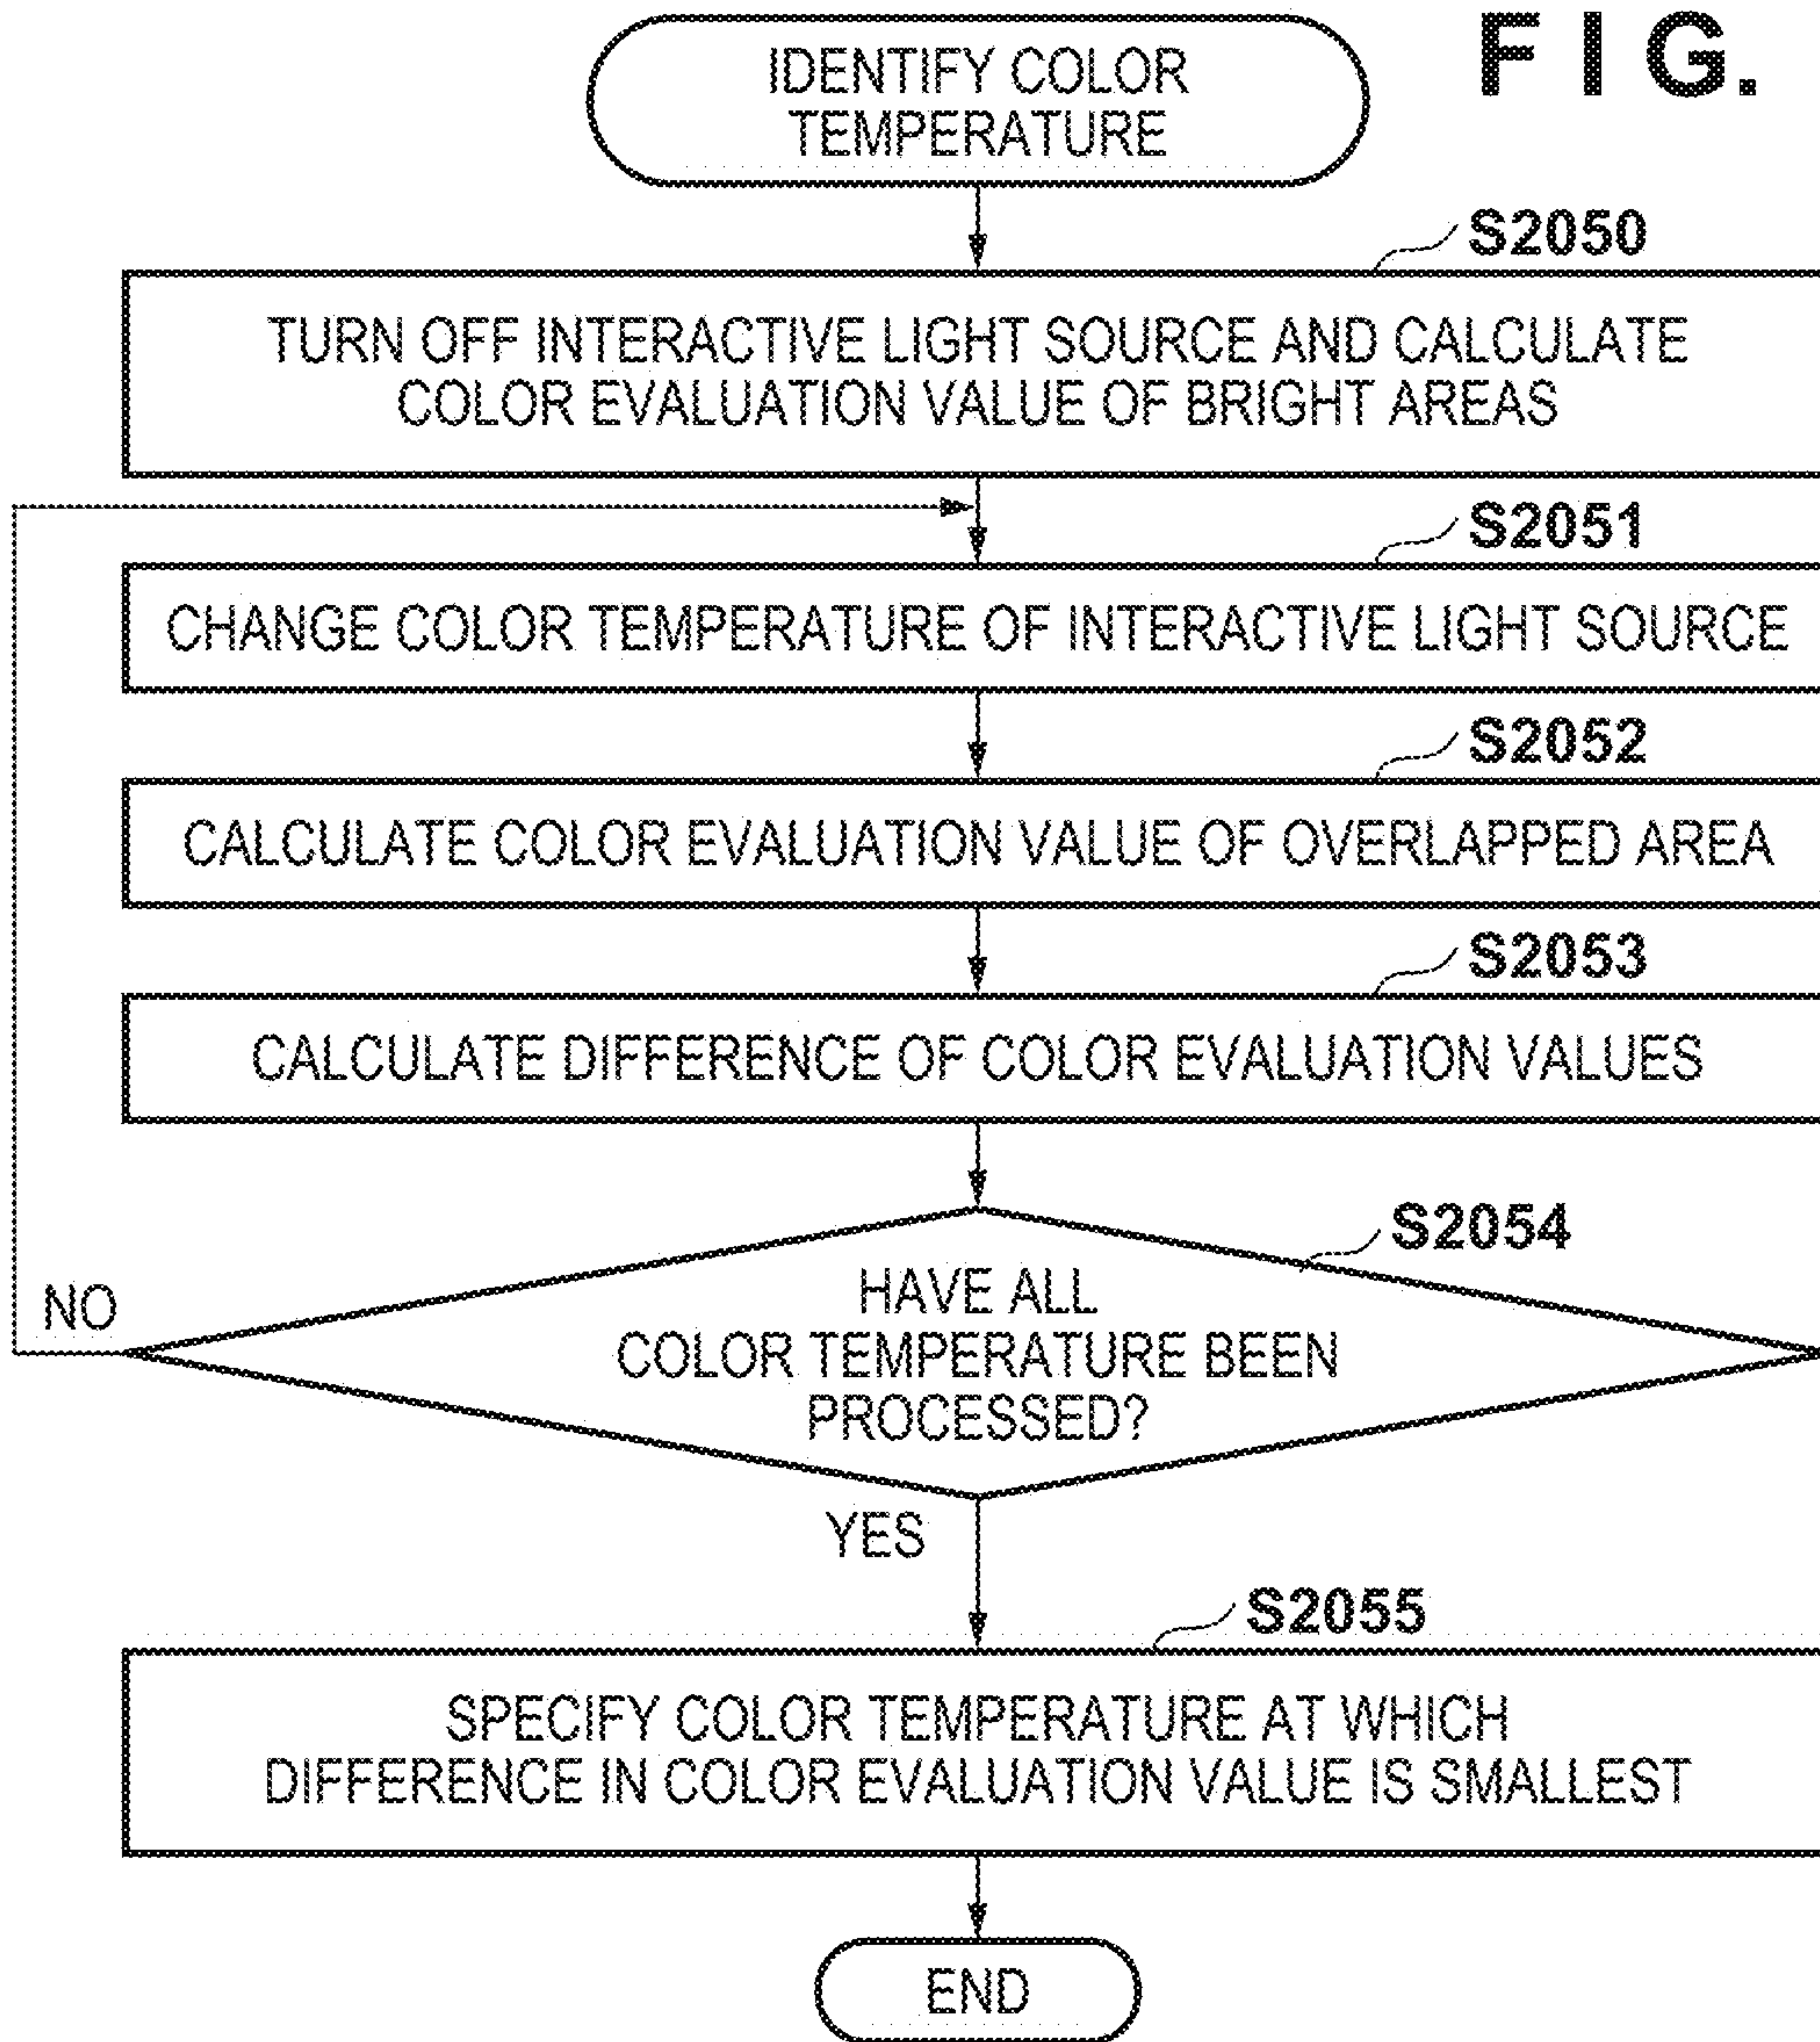 FIG.
IDENTIFY COLOR
TEMPERATURE
S2050
TURN OFF INTERACTIVE LIGHT SOURCE AND CALCULATE
COLOR EVALUATION VALUE OF BRIGHT AREAS
S2051
CHANGE COLOR TEMPERATURE OF INTERACTIVE LIGHT SOURCE
S2052
CALCULATE COLOR EVALUATION VALUE OF OVERLAPPED AREA
S2053
CALCULATE DIFFERENCE OF COLOR EVALUATION VALUES
S2054
HAVE ALL
COLOR TEMPERATURE BEEN
PROCESSED?
NO
YES
S2055
SPECIFY COLOR TEMPERATURE AT WHICH
DIFFERENCE IN COLOR EVALUATION VALUE IS SMALLEST
END